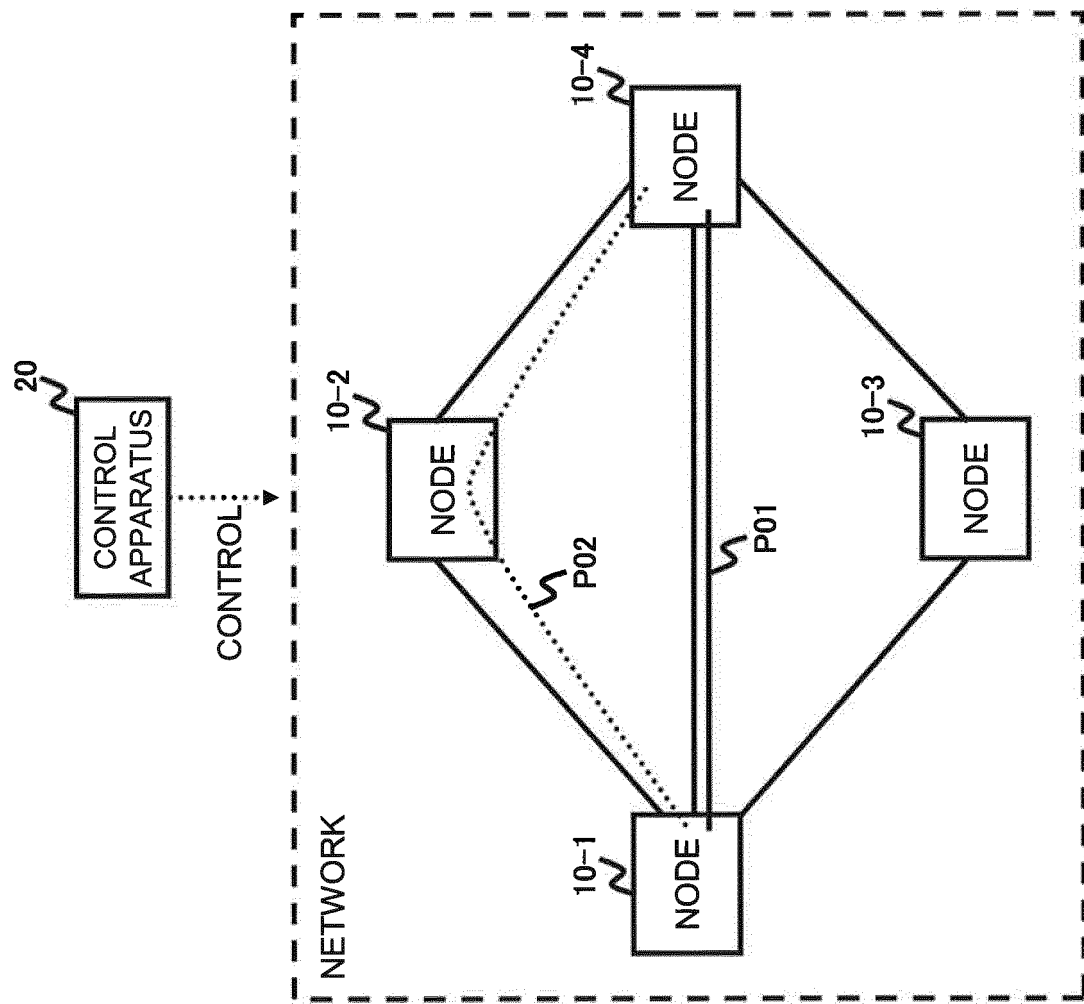 20
CONTROL
APPARATUS
CONTROL
NETWORK
10-2
NODE
P02
10-1
NODE
10-4
NODE
P01
10-3
NODE